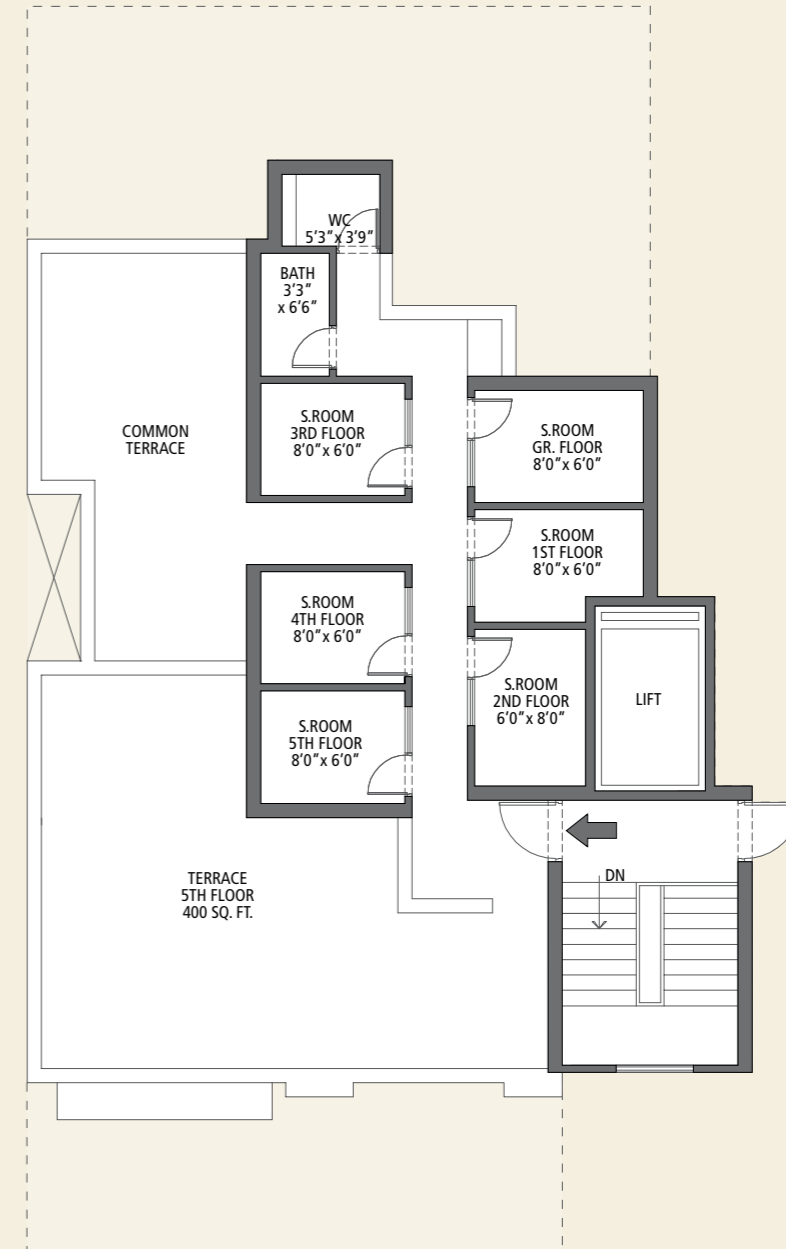 WC
5'3" x 3'9"
BATH
3'3"
x 6'6"
COMMON
TERRACE
S.ROOM
3RD FLOOR
8'0" x 6'0"
S.ROOM
GR. FLOOR
8'0" x 6'0"
S.ROOM
1ST FLOOR
8'0" x 6'0"
S.ROOM
4TH FLOOR
8'0" x 6'0"
S.ROOM
2ND FLOOR
6'0" x 8'0"
LIFT
S.ROOM
5TH FLOOR
8'0" x 6'0"
TERRACE
5TH FLOOR
400 SQ. FT.
DN